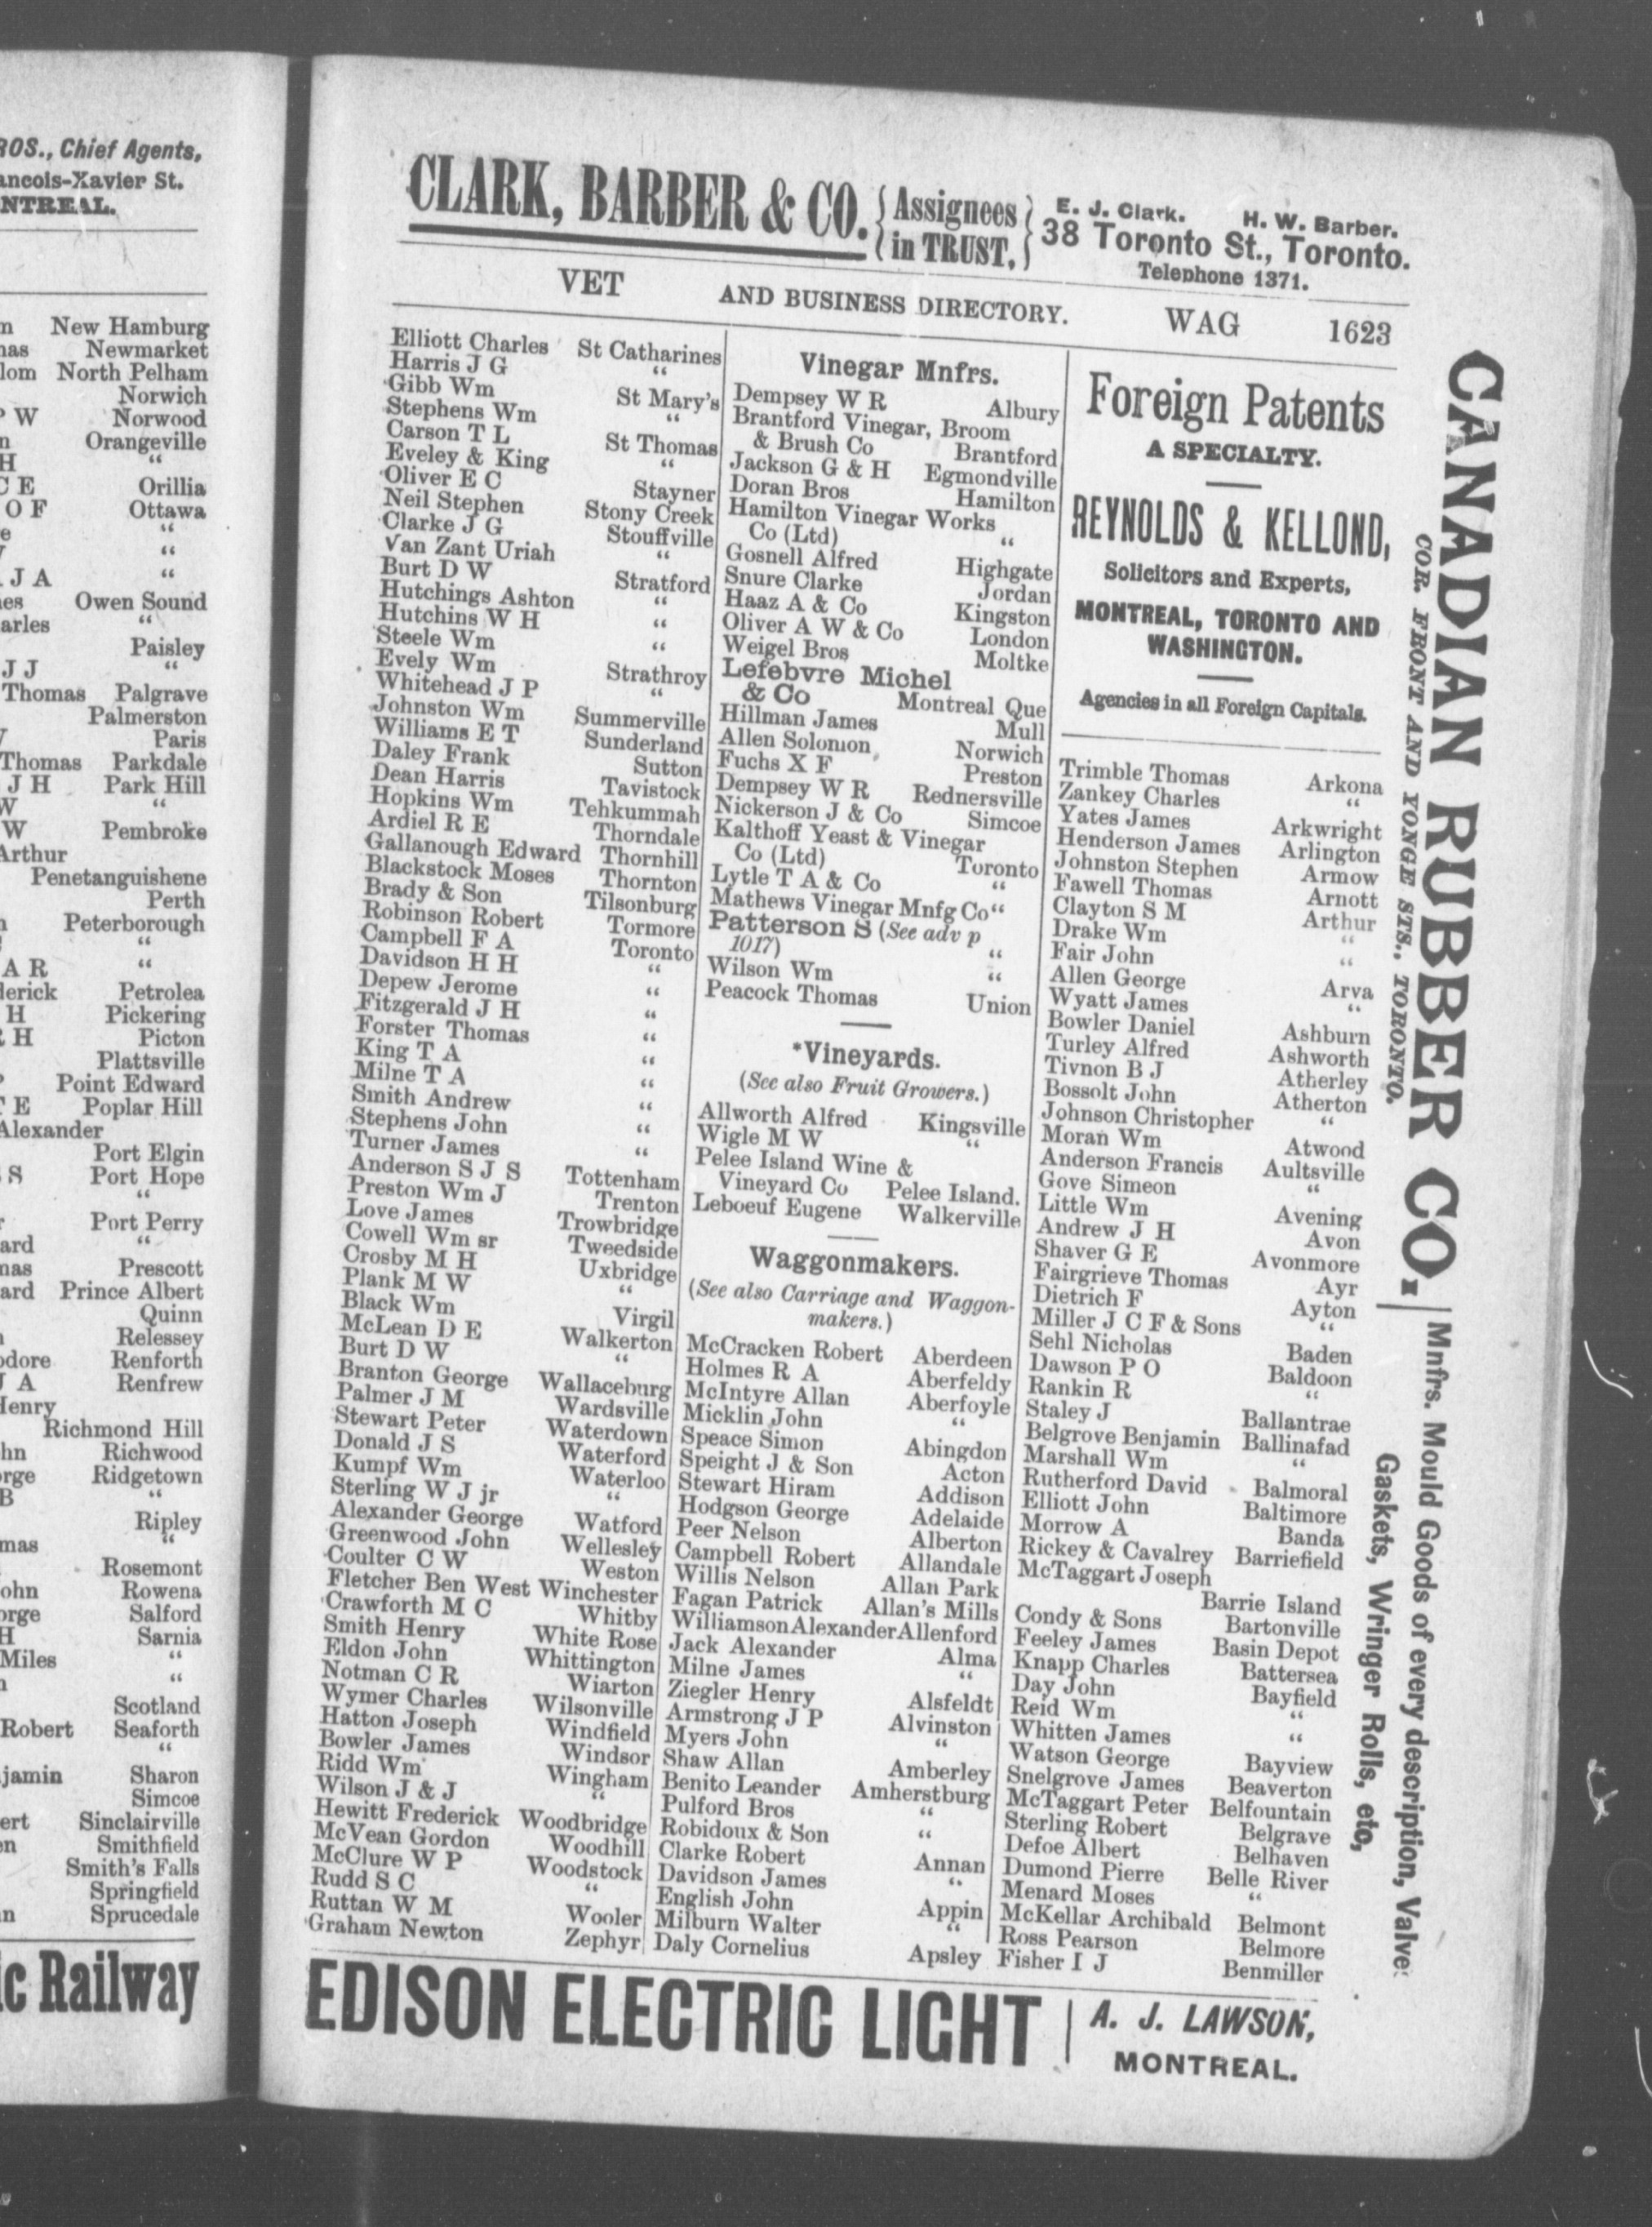 ROS., Chief Agents,
ancois-Xavier St.
NTREAL.
n New Hamburg
nas Newmarket
lom North Pelham
Norwich
W Norwood
n Orangeville
H "
C E Orillia
O F Ottawa
e "
"
J A "
es Owen Sound
arles "
Paisley
J J "
Thomas Palgrave
Palmerston
Paris
Thomas Parkdale
J H Park Hill
W "
W Pembroke
Arthur
Penetanguishene
Perth
Peterborough
"
A R "
lerick Petrolea
H Pickering
H Picton
Plattsville
Point Edward
E Poplar Hill
Alexander
Port Elgin
S Port Hope
"
Port Perry
ard "
nas Prescott
ard Prince Albert
Quinn
Relessey
odore Renforth
A Renfrew
Henry
Richmond Hill
hn Richwood
rge Ridgetown
B "
Ripley
mas "
Rosemont
ohn Rowena
orge Salford
H Sarnia
Miles "
"
Scotland
Robert Seaforth
"
jamin Sharon
Simcoe
ert Sinclairville
en Smithfield
Smith's Falls
Springfield
n Sprucedale
ic Railway
CLARK, BARBER & CO. {Assignees in TRUST.} E. J. Clark. H. W. Barber.
38 Toronto St., Toronto.
Telephone 1371.
VET AND BUSINESS DIRECTORY. WAG 1623
Elliott Charles St Catharines
Harris J G "
Gibb Wm St Mary's
Stephens Wm "
Carson T L St Thomas
Eveley & King "
Oliver E C Stayner
Neil Stephen Stony Creek
Clarke J G Stouffville
Van Zant Uriah "
Burt D W Stratford
Hutchings Ashton "
Hutchins W H "
Steele Wm "
Evely Wm Strathroy
Whitehead J P "
Johnston Wm Summerville
Williams E T Sunderland
Daley Frank Sutton
Dean Harris Tavistock
Hopkins Wm Tehkummah
Ardiel R E Thorndale
Gallanough Edward Thornhill
Blackstock Moses Thornton
Brady & Son Tilsonburg
Robinson Robert Tormore
Campbell F A Toronto
Davidson H H "
Depew Jerome "
Fitzgerald J H "
Forster Thomas "
King T A "
Milne T A "
Smith Andrew "
Stephens John "
Turner James "
Anderson S J S Tottenham
Preston Wm J Trenton
Love James Trowbridge
Cowell Wm sr Tweedside
Crosby M H Uxbridge
Plank M W "
Black Wm Virgil
McLean D E Walkerton
Burt D W "
Branton George Wallaceburg
Palmer J M Wardsville
Stewart Peter Waterdown
Donald J S Waterford
Kumpf Wm Waterloo
Sterling W J jr "
Alexander George Watford
Greenwood John Wellesley
Coulter C W Weston
Fletcher Ben West Winchester
Crawforth M C Whitby
Smith Henry White Rose
Eldon John Whittington
Notman C R Wiarton
Wymer Charles Wilsonville
Hatton Joseph Windfield
Bowler James Windsor
Ridd Wm Wingham
Wilson J & J "
Hewitt Frederick Woodbridge
McVean Gordon Woodhill
McClure W P Woodstock
Rudd S C "
Ruttan W M Wooler
Graham Newton Zephyr
Vinegar Mnfrs.
Dempsey W R Albury
Brantford Vinegar, Broom
& Brush Co Brantford
Jackson G & H Egmondville
Doran Bros Hamilton
Hamilton Vinegar Works
Co (Ltd) "
Gosnell Alfred Highgate
Snure Clarke Jordan
Haaz A & Co Kingston
Oliver A W & Co London
Weigel Bros Moltke
Lefebvre Michel
& Co Montreal Que
Hillman James Mull
Allen Solomon Norwich
Fuchs X F Preston
Dempsey W R Rednersville
Nickerson J & Co Simcoe
Kalthoff Yeast & Vinegar
Co (Ltd) Toronto
Lytle T A & Co "
Mathews Vinegar Mnfg Co "
Patterson S (See adv p
1017) "
Wilson Wm "
Peacock Thomas Union
*Vineyards.
(See also Fruit Growers.)
Allworth Alfred Kingsville
Wigle M W "
Pelee Island Wine &
Vineyard Co Pelee Island.
Leboeuf Eugene Walkerville
Waggonmakers.
(See also Carriage and Waggon-
makers.)
McCracken Robert Aberdeen
Holmes R A Aberfeldy
McIntyre Allan Aberfoyle
Micklin John "
Speace Simon Abingdon
Speight J & Son Acton
Stewart Hiram Addison
Hodgson George Adelaide
Peer Nelson Alberton
Campbell Robert Allandale
Willis Nelson Allan Park
Fagan Patrick Allan's Mills
Williamson Alexander Allenford
Jack Alexander Alma
Milne James "
Ziegler Henry Alsfeldt
Armstrong J P Alvinston
Myers John "
Shaw Allan Amberley
Benito Leander Amherstburg
Pulford Bros "
Robidoux & Son "
Clarke Robert Annan
Davidson James "
English John Appin
Milburn Walter "
Daly Cornelius Apsley
Foreign Patents
A SPECIALTY.
REYNOLDS & KELLOND,
Solicitors and Experts,
MONTREAL, TORONTO AND
WASHINGTON.
Agencies in all Foreign Capitals.
Trimble Thomas Arkona
Zankey Charles "
Yates James Arkwright
Henderson James Arlington
Johnston Stephen Armow
Fawell Thomas Arnott
Clayton S M Arthur
Drake Wm "
Fair John "
Allen George Arva
Wyatt James "
Bowler Daniel Ashburn
Turley Alfred Ashworth
Tivnon B J Atherley
Bossolt John Atherton
Johnson Christopher "
Moran Wm Atwood
Anderson Francis Aultsville
Gove Simeon "
Little Wm Avening
Andrew J H Avon
Shaver G E Avonmore
Fairgrieve Thomas Ayr
Dietrich F Ayton
Miller J C F & Sons "
Sehl Nicholas Baden
Dawson P O Baldoon
Rankin R "
Staley J Ballantrae
Belgrove Benjamin Ballinafad
Marshall Wm "
Rutherford David Balmoral
Elliott John Baltimore
Morrow A Banda
Rickey & Cavalrey Barriefield
McTaggart Joseph
Barrie Island
Condy & Sons Bartonville
Feeley James Basin Depot
Knapp Charles Battersea
Day John Bayfield
Reid Wm "
Whitten James "
Watson George Bayview
Snelgrove James Beaverton
McTaggart Peter Belfountain
Sterling Robert Belgrave
Defoe Albert Belhaven
Dumond Pierre Belle River
Menard Moses "
McKellar Archibald Belmont
Ross Pearson Belmore
Fisher I J Benmiller
CANADIAN RUBBER CO.
COR. FRONT AND YONGE STS., TORONTO.
Mnfrs. Mould Goods of every description, Valve
Gaskets, Wringer Rolls, etc,
EDISON ELECTRIC LIGHT | A. J. LAWSON,
MONTREAL.